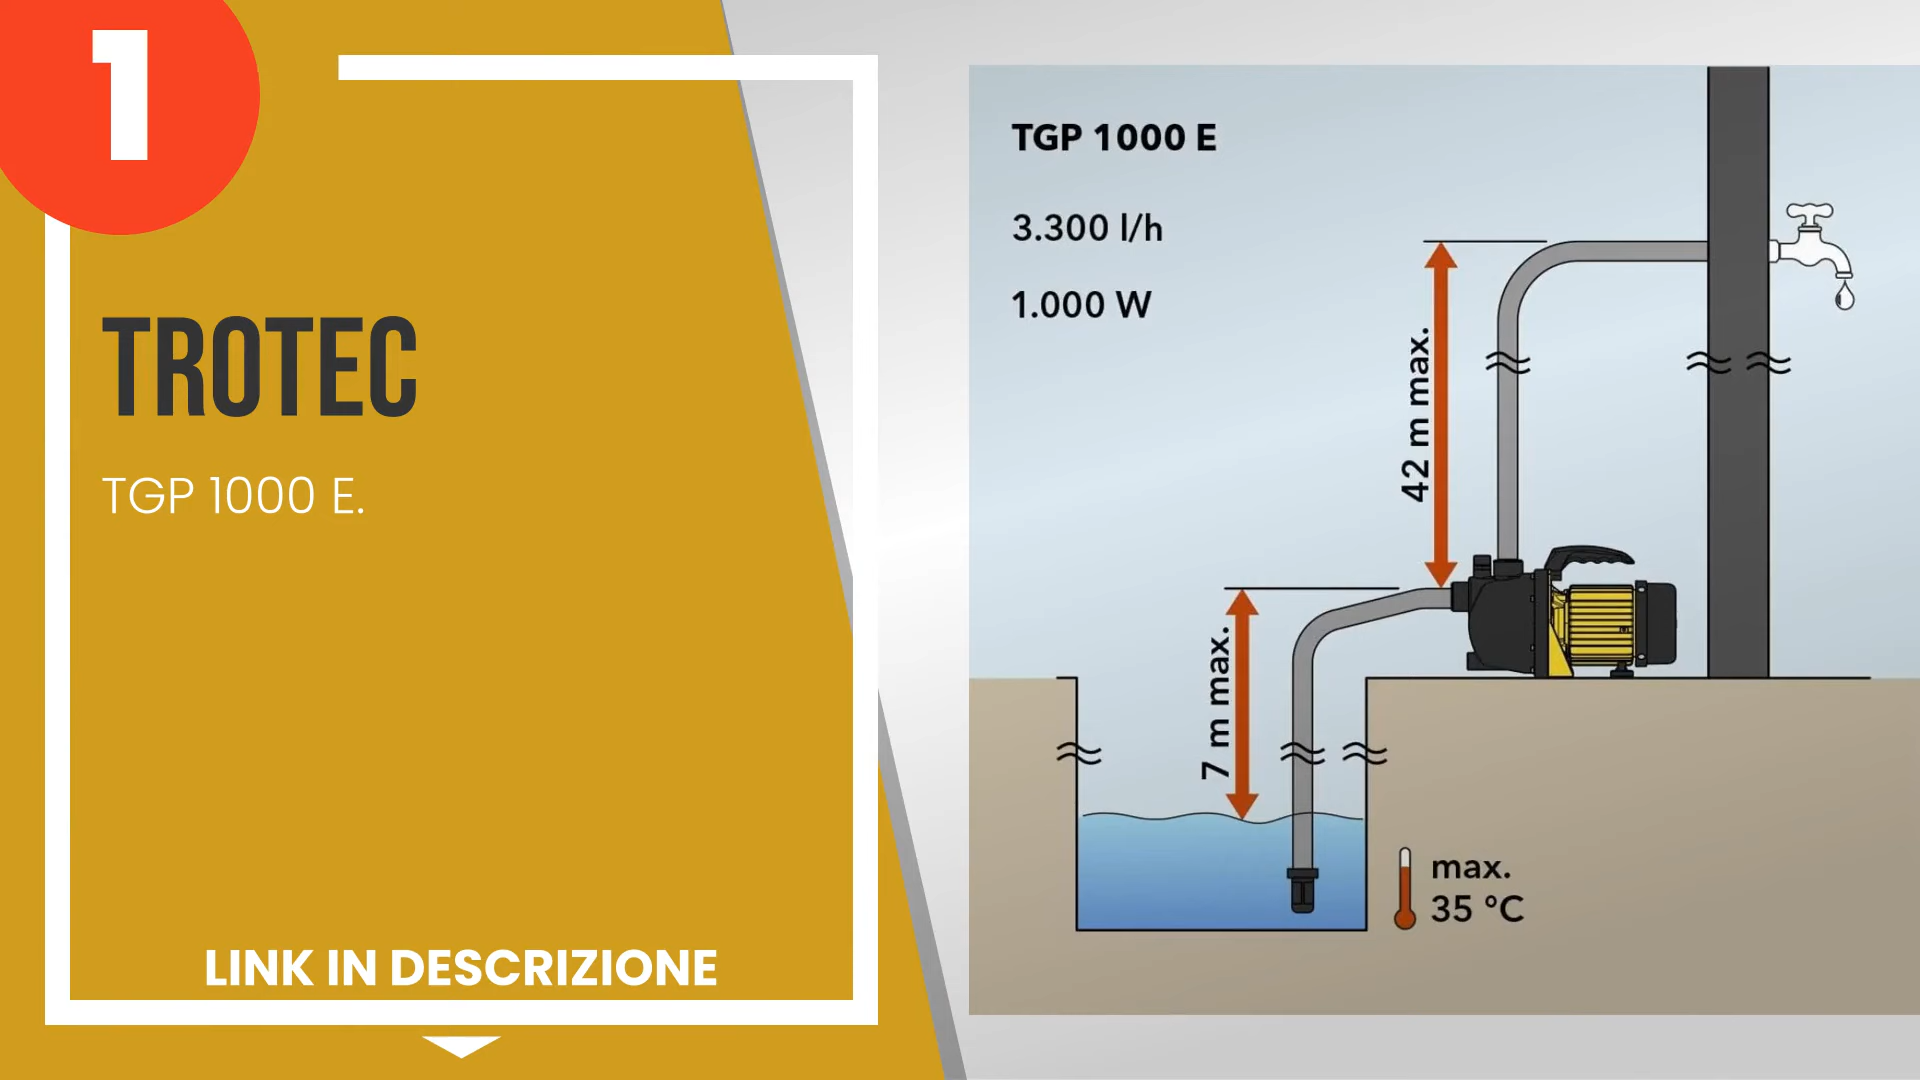 1
TROTEC
TGP 1000 E.
LINK IN DESCRIZIONE
TGP 1000 E
3.300 l/h
1.000 W
42 m max.
7 m max.
max.
35 °C